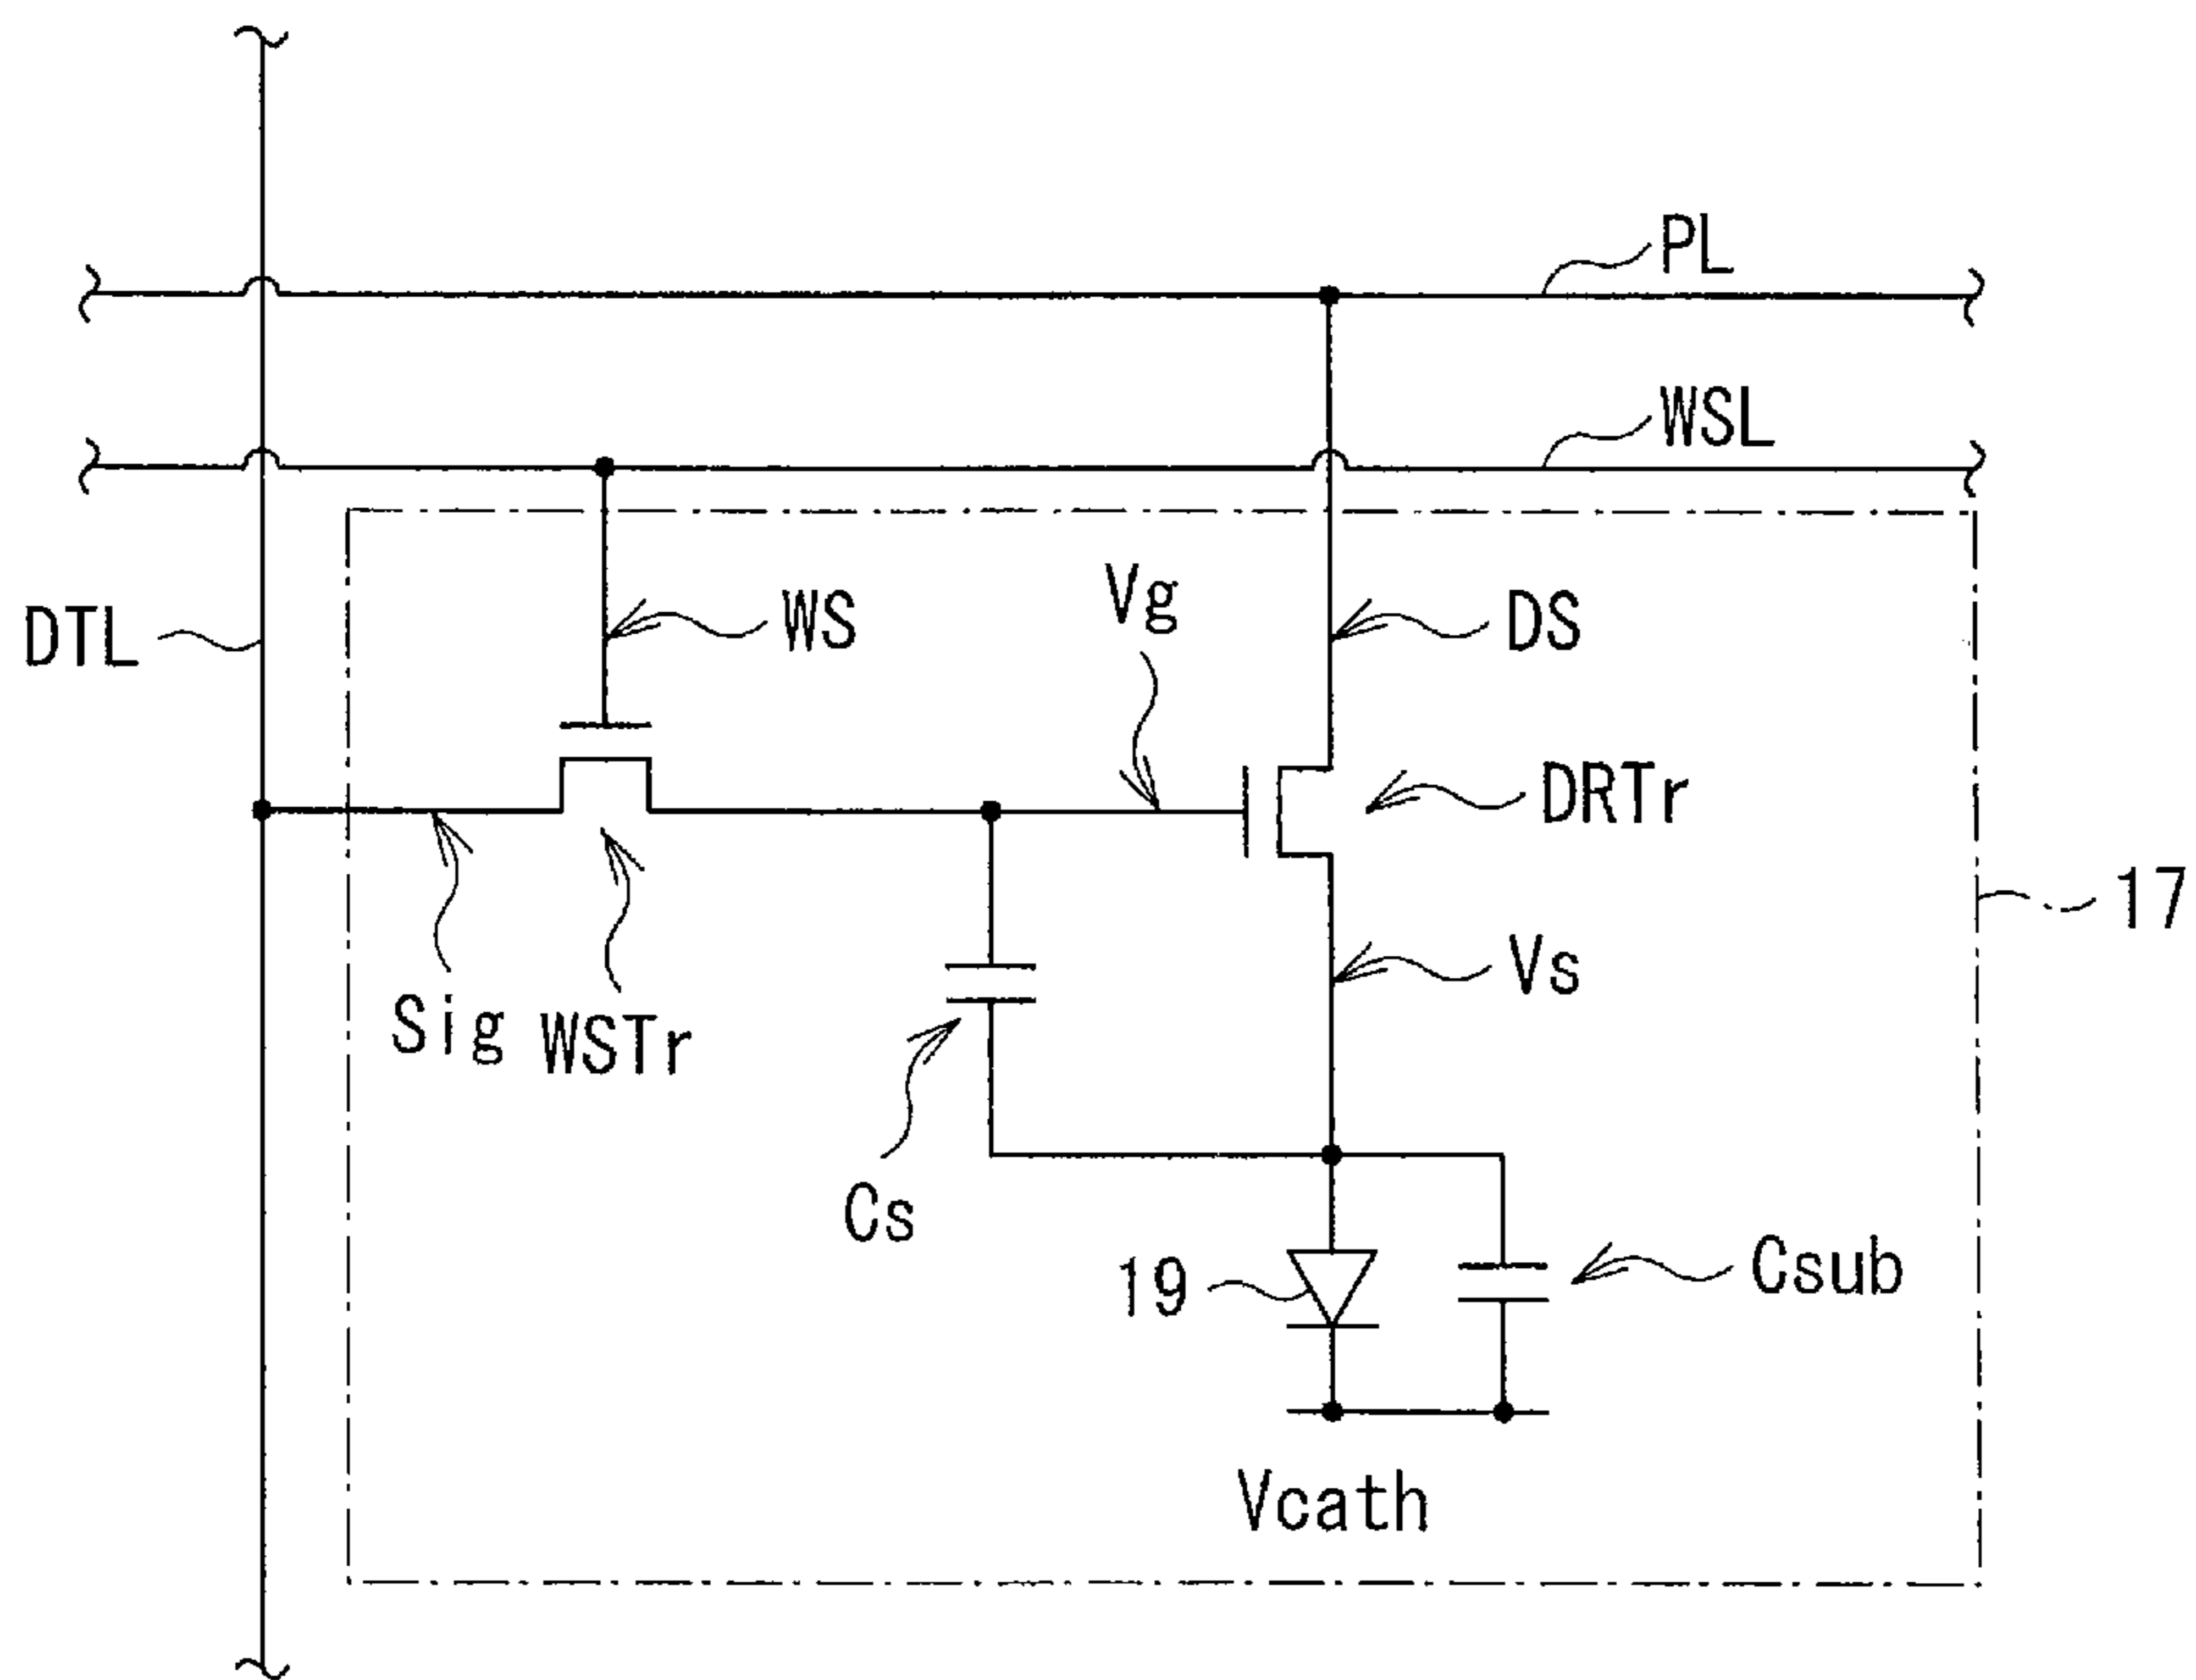 PL
WSL
DTL
WS
Vg
DS
DRTr
17
Sig
WSTr
Vs
Cs
19
Csub
Vcath